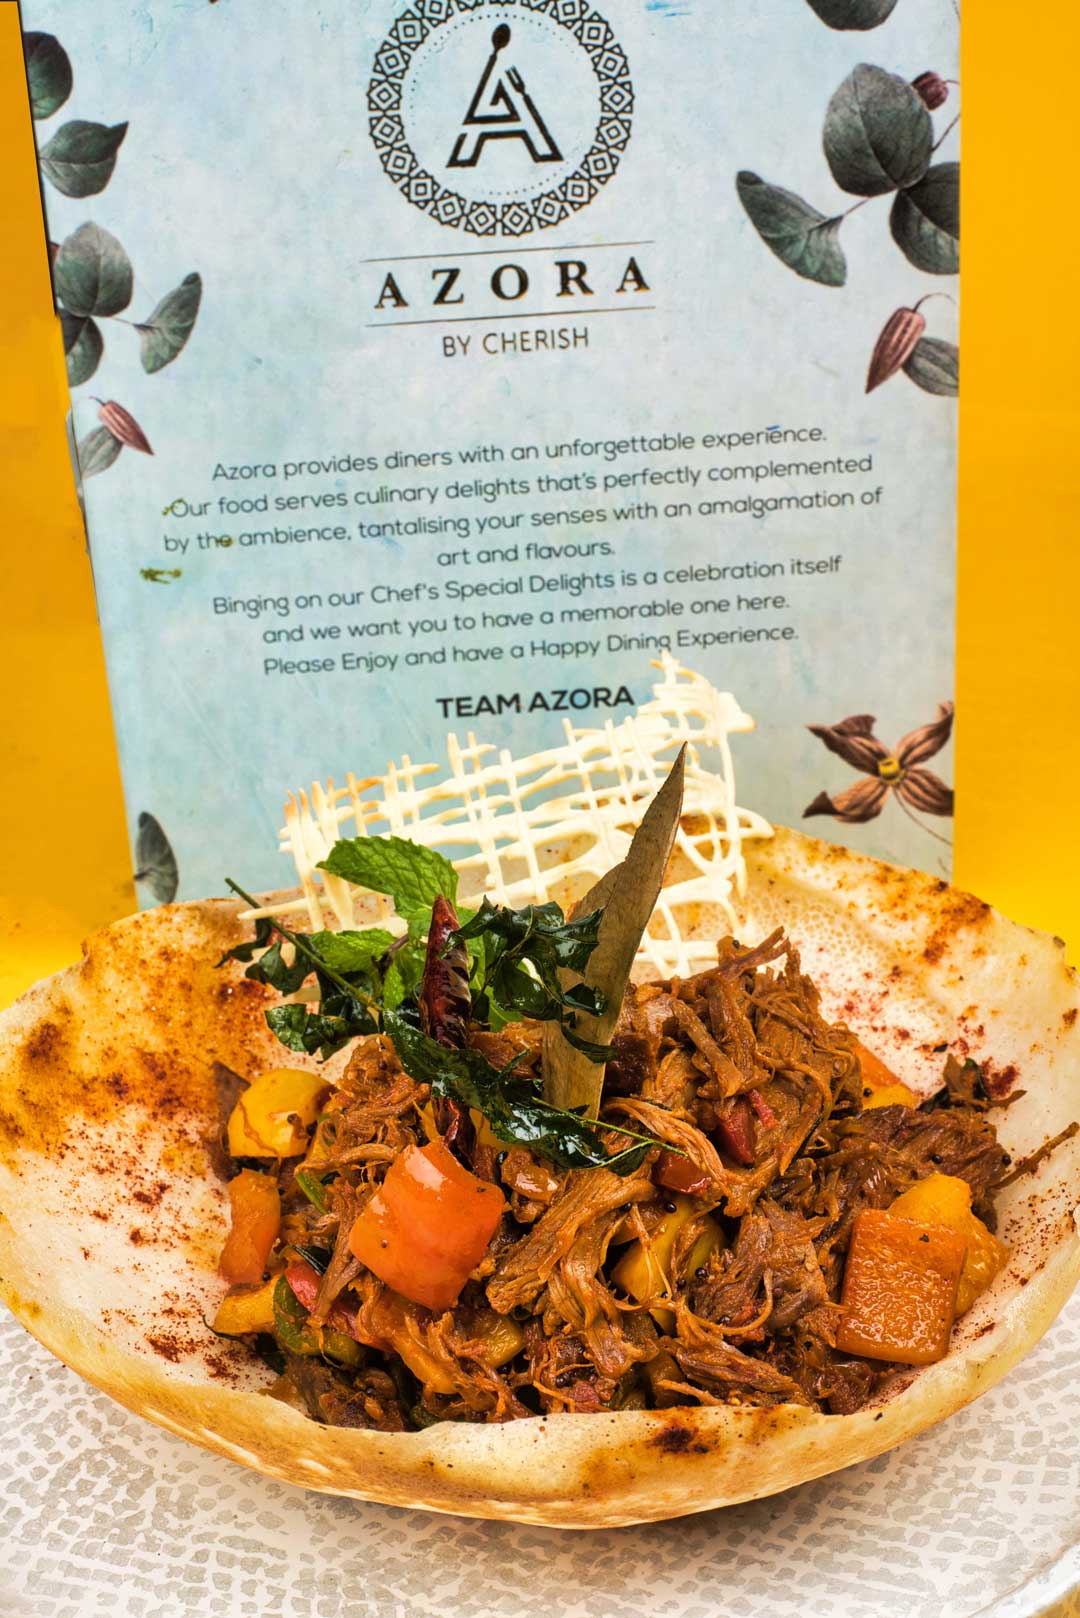 AZORA
BY CHERISH
Azora provides diners with an unforgettable experience.
Our food serves culinary delights that's perfectly complemented
by the ambience, tantalising your senses with an amalgamation of
art and flavours.
Binging on our Chef's Special Delights is a celebration itself
and we want you to have a memorable one here.
Please Enjoy and have a Happy Dining Experience.
TEAM AZORA